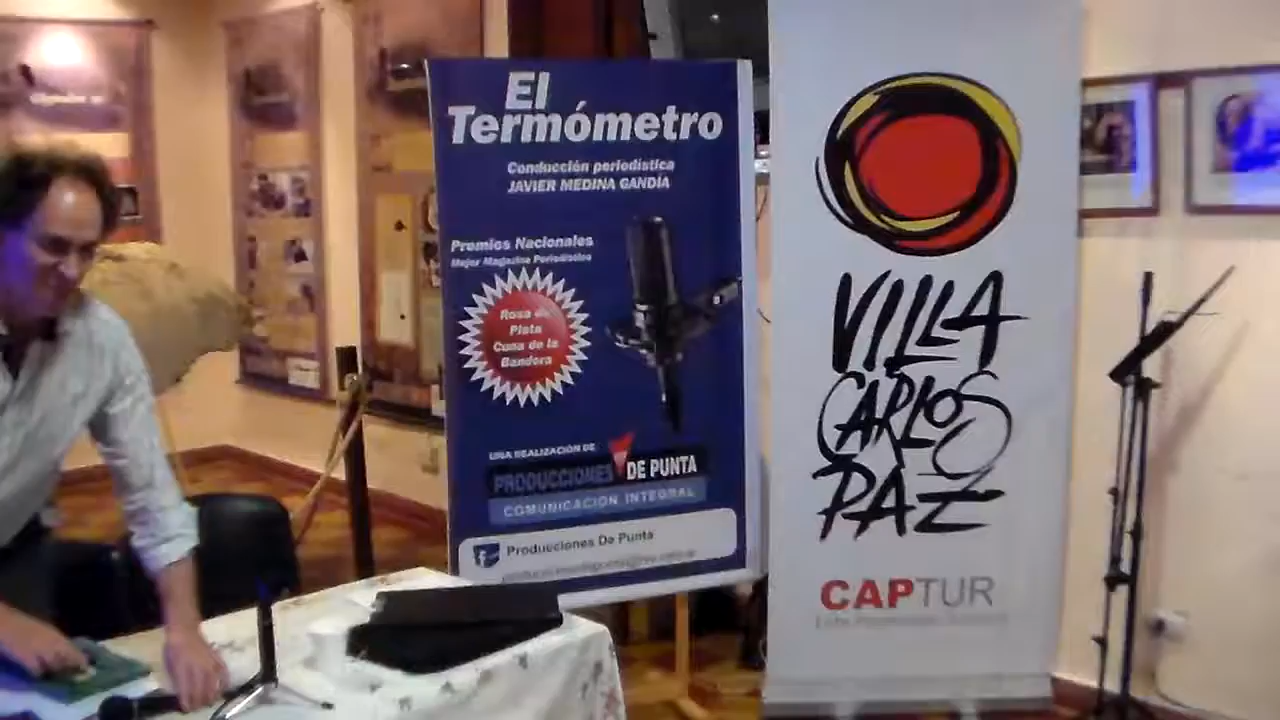 El
Termómetro
Conducción periodística
JAVIER MEDINA GANDÍA
Premios Nacionales
Mejor Magazine Periodístico
Rosa de
Plata
Cuna de la
Bandera
UNA REALIZACIÓN DE
PRODUCCIONES DE PUNTA
COMUNICACIÓN INTEGRAL
Producciones De Punta
VILLA
CARLOS
PAZ
CAPTUR